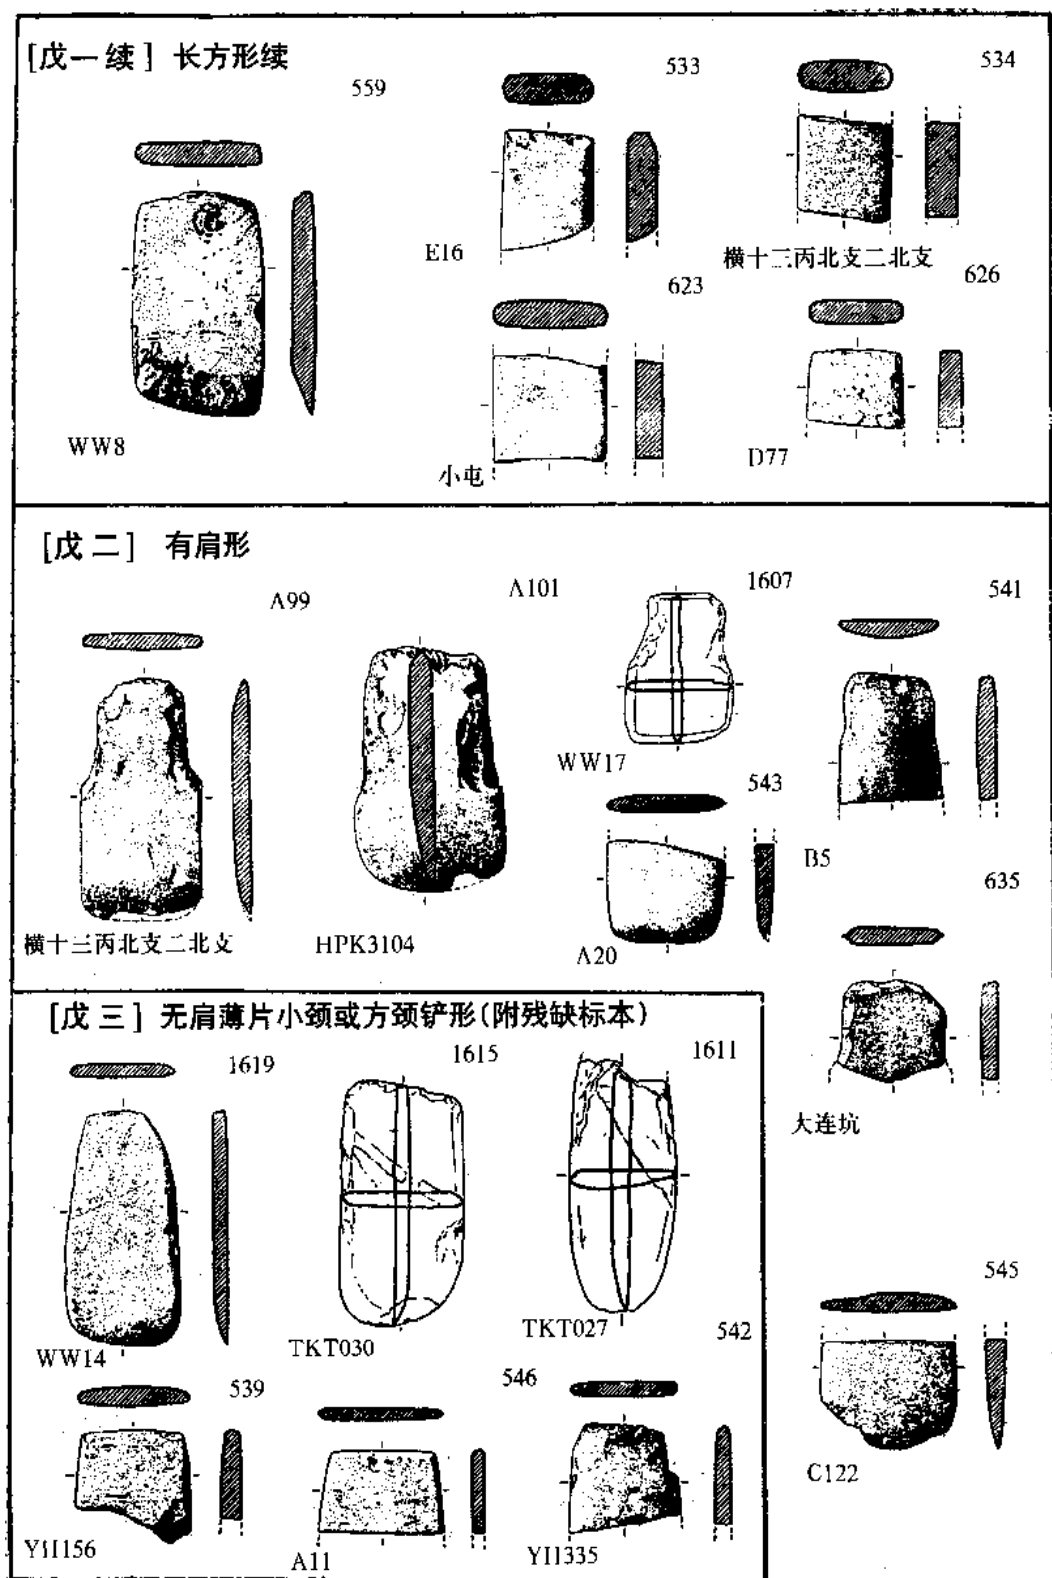 [戊一续] 长方形续
559
533
534
E16
横十三丙北支二北支
623
626
WW8
小屯
D77
[戊二] 有肩形
A99
A101
1607
541
WW17
543
B5
635
横十三丙北支二北支
HPK3104
A20
[戊三] 无肩薄片小颈或方颈铲形(附残缺标本)
1619
1615
1611
大连坑
WW14
TKT030
TKT027
542
545
539
546
C122
YH156
A11
YH335